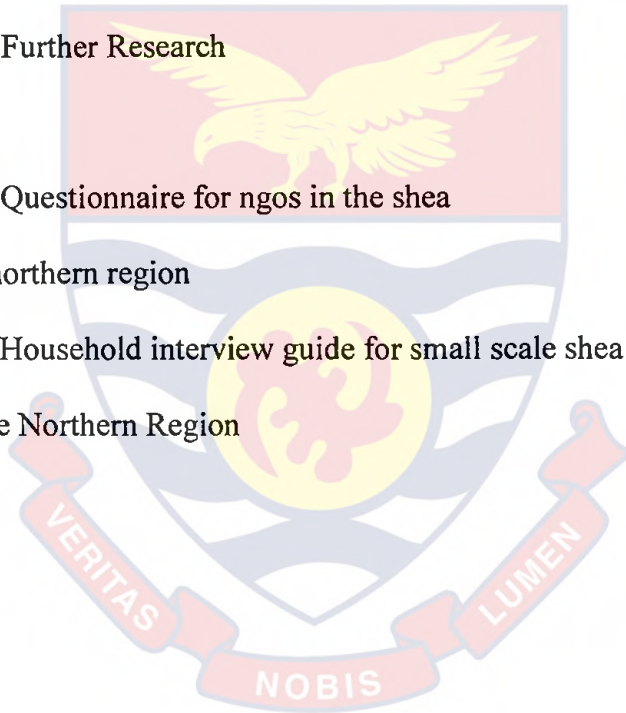 Further Research
Questionnaire for ngos in the shea
northern region
Household interview guide for small scale shea
e Northern Region
VERITAS
NOBIS
LUMEN